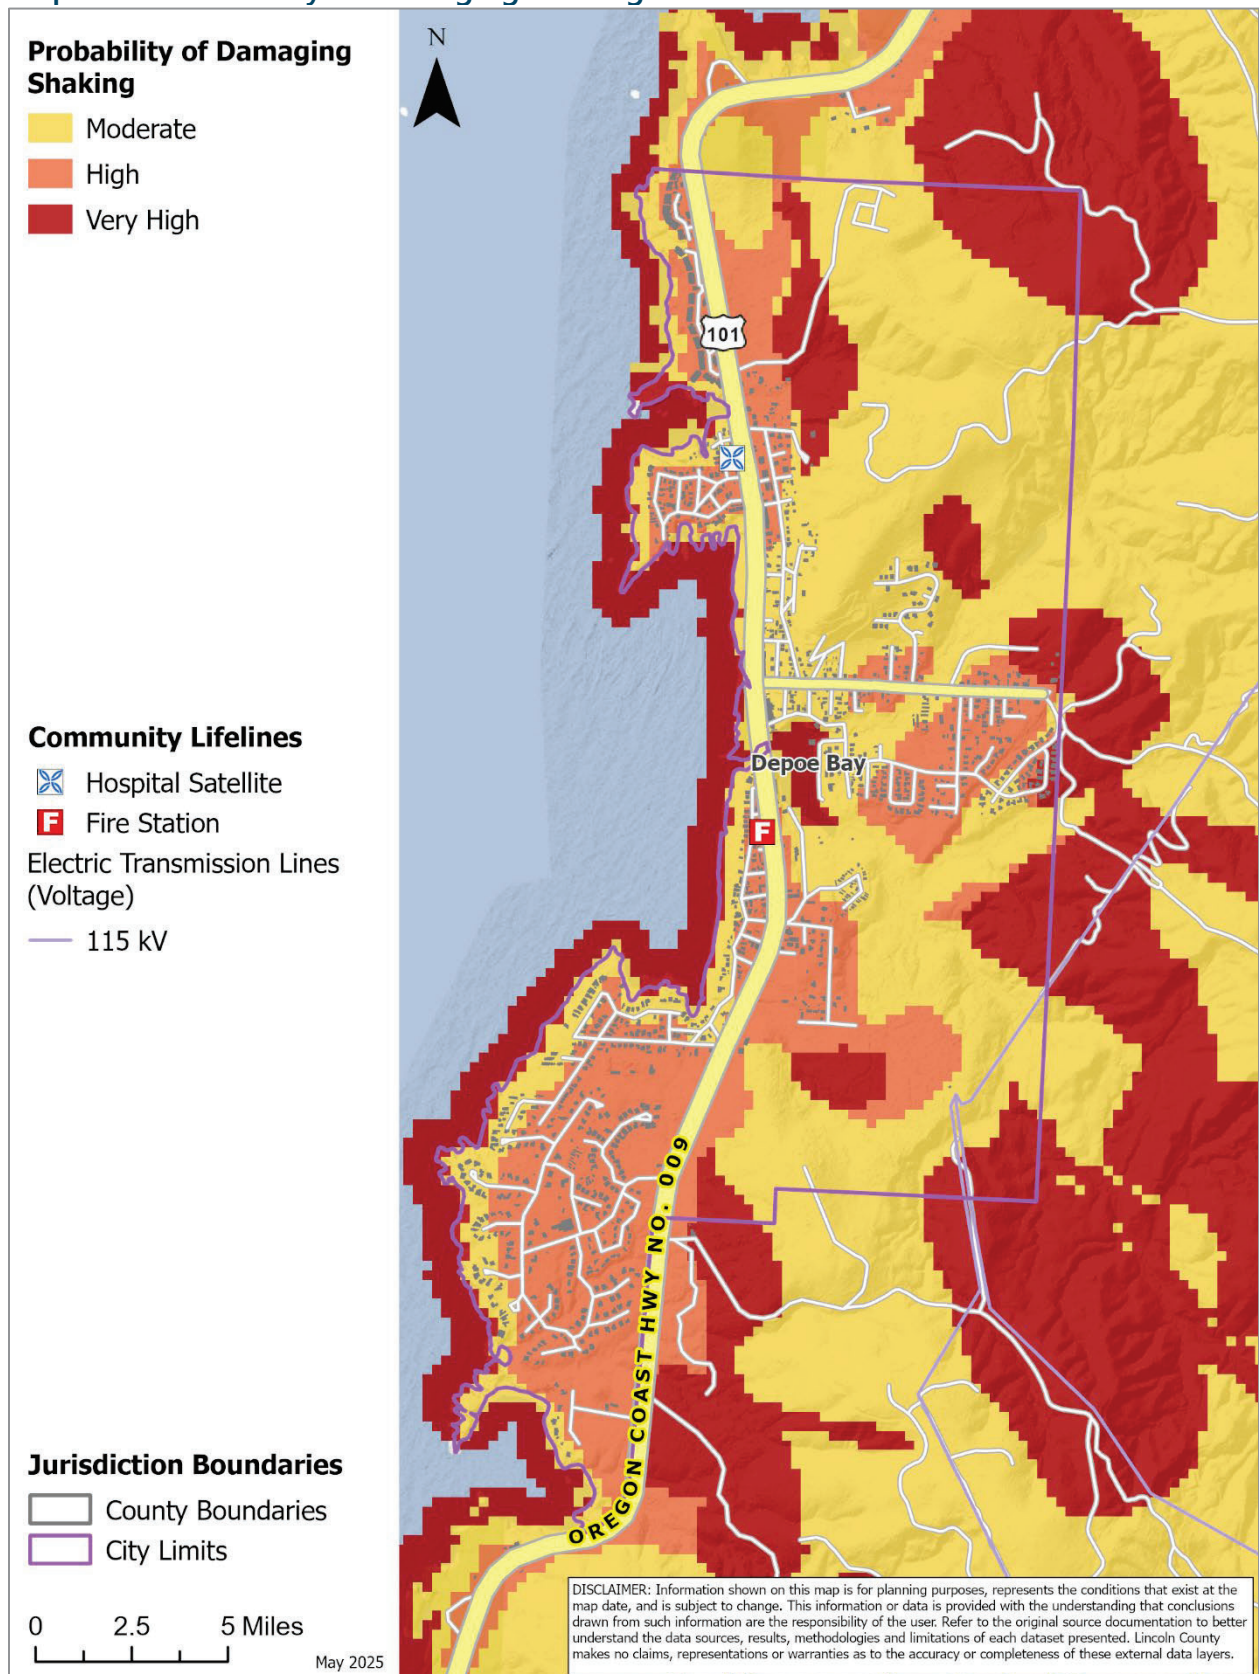 Probability of Damaging
Shaking
Moderate
High
Very High
Community Lifelines
Hospital Satellite
F
Fire Station
Electric Transmission Lines
(Voltage)
115 kV
Jurisdiction Boundaries
County Boundaries
City Limits
0 2.5 5 Miles
May 2025
N
101
Depoe Bay
F
OREGON COAST HWY NO. 009
DISCLAIMER: Information shown on this map is for planning purposes, represents the conditions that exist at the
map date, and is subject to change. This information or data is provided with the understanding that conclusions
drawn from such information are the responsibility of the user. Refer to the original source documentation to better
understand the data sources, results, methodologies and limitations of each dataset presented. Lincoln County
makes no claims, representations or warranties as to the accuracy or completeness of these external data layers.